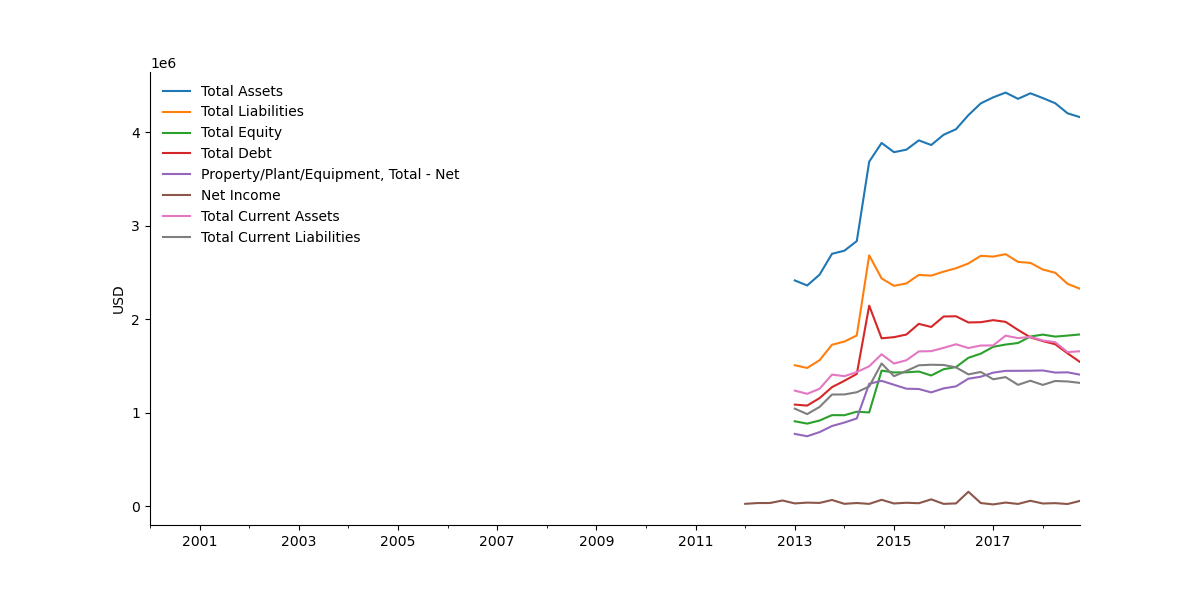 1e6
Total Assets
Total Liabilities
Total Equity
Total Debt
Property/Plant/Equipment, Total - Net
Net Income
Total Current Assets
Total Current Liabilities
4
3
2
1
0
USD
2001 2003 2005 2007 2009 2011 2013 2015 2017